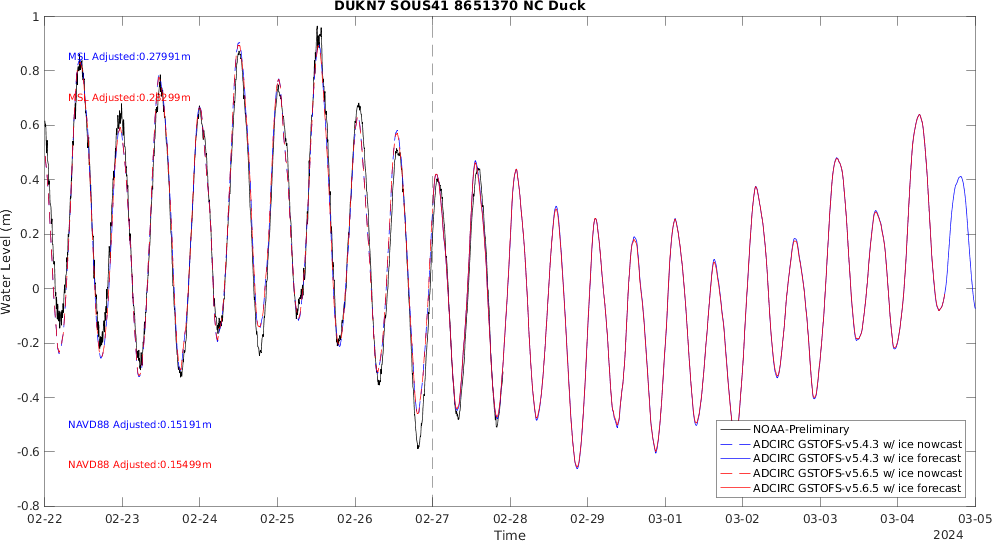 DUKN7 SOUS41 8651370 NC Duck
1
0.8
0.6
0.4
0.2
0
-0.2
-0.4
-0.6
-0.8
Water Level (m)
MSL Adjusted:0.27991m
MSL Adjusted:0.28299m
NAVD88 Adjusted:0.15191m
NAVD88 Adjusted:0.15499m
NOAA-Preliminary
ADCIRC GSTOFS-v5.4.3 w/ ice nowcast
ADCIRC GSTOFS-v5.4.3 w/ ice forecast
ADCIRC GSTOFS-v5.6.5 w/ ice nowcast
ADCIRC GSTOFS-v5.6.5 w/ ice forecast
02-22 02-23 02-24 02-25 02-26 02-27 02-28 02-29 03-01 03-02 03-03 03-04 03-05
Time
2024